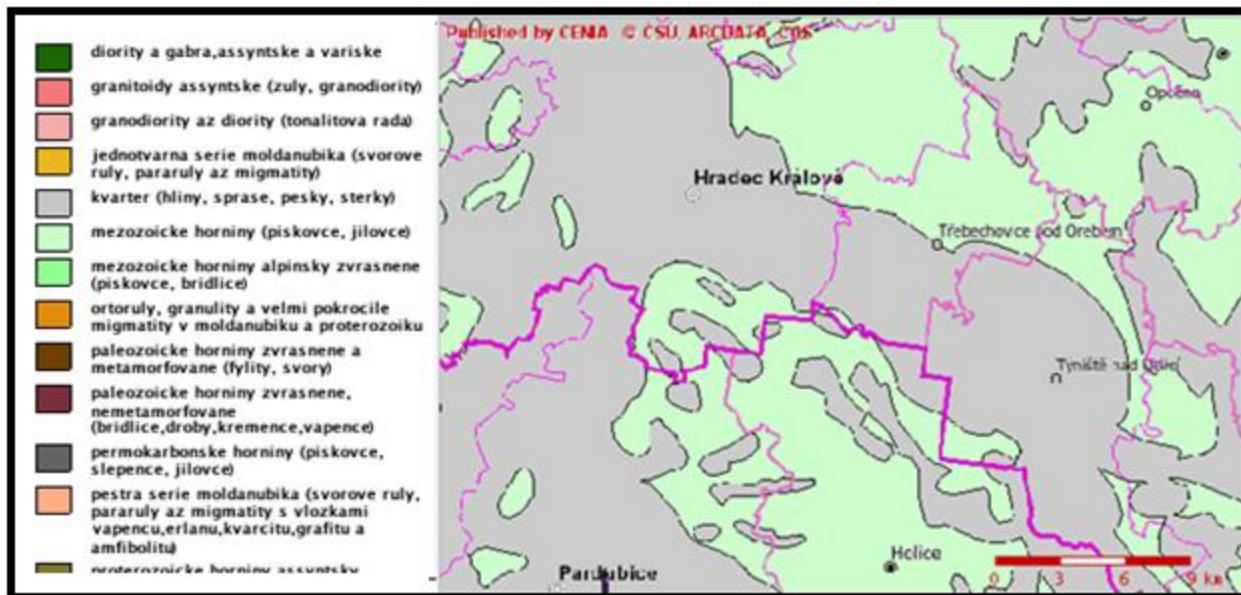 diority a gabra,assyntske a variske
granitoidy assyntske (zuly, granodiority)
granodiority az diority (tonalitova rada)
jednotvarna serie moldanubika (svorove
ruly, pararuly az migmatity)
kvarter (hliny, sprase, pesky, sterky)
mezozoicke horniny (piskovce, jilovce)
mezozoicke horniny alpinsky zvrasnene
(piskovce, bridlice)
ortoruly, granulity a velmi pokrocile
migmatity v moldanubiku a proterozoiku
paleozoicke horniny zvrasnene a
metamorfovane (fylity, svory)
paleozoicke horniny zvrasnene,
nemetamorfovane
(bridlice,droby,kremence,vapence)
permokarbonske horniny (piskovce,
slepence, jilovce)
pestra serie moldanubika (svorove ruly,
pararuly az migmatity s vlozkami
vapencu,erlanu,kvarcitu,grafitu a
amfibolitu)
proterozoicke horniny assyntsky
Published by CENIA © CSU, ARCDATA,
Opočno
Hradec Králové
Třebechovce pod Orebem
Týniště nad Orlicí
Holice
Pardubice
0 3 6 9 km